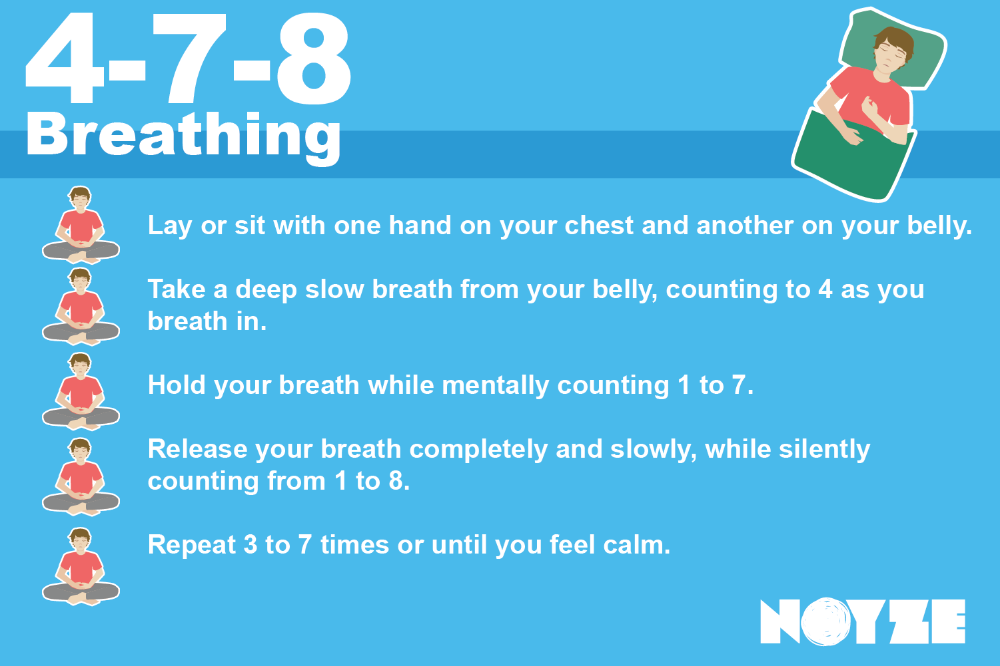 4-7-8
Breathing
Lay or sit with one hand on your chest and another on your belly.
Take a deep slow breath from your belly, counting to 4 as you
breath in.
Hold your breath while mentally counting 1 to 7.
Release your breath completely and slowly, while silently
counting from 1 to 8.
Repeat 3 to 7 times or until you feel calm.
NOYZE